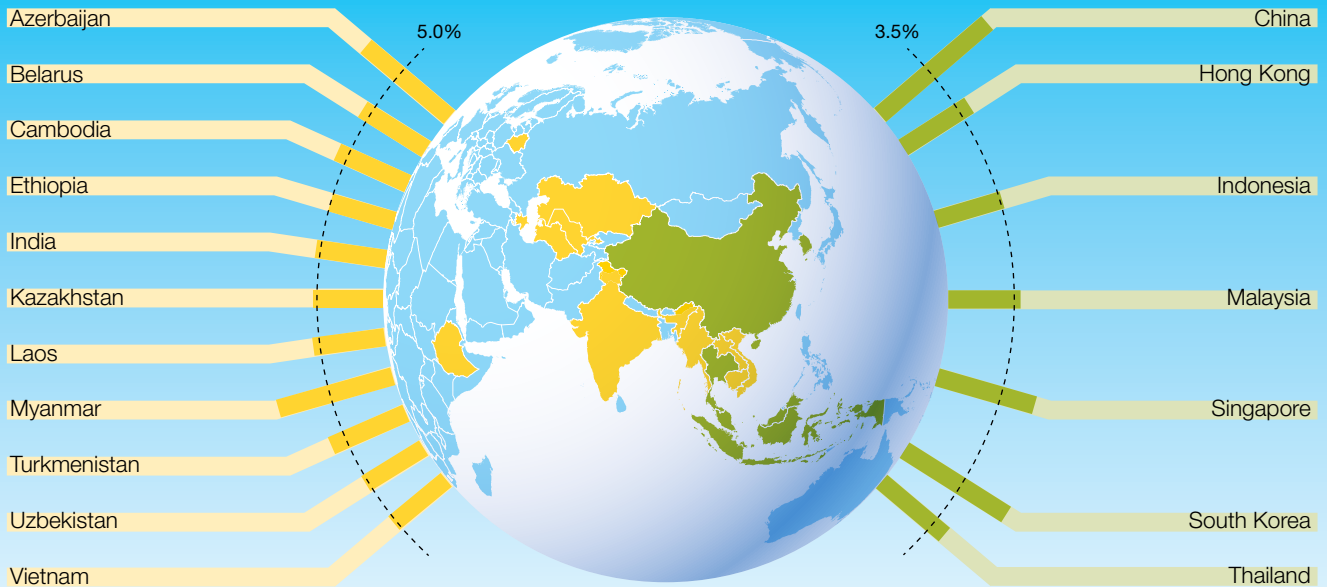 Azerbaijan
Belarus
Cambodia
Ethiopia
India
Kazakhstan
Laos
Myanmar
Turkmenistan
Uzbekistan
Vietnam
5.0%
3.5%
China
Hong Kong
Indonesia
Malaysia
Singapore
South Korea
Thailand